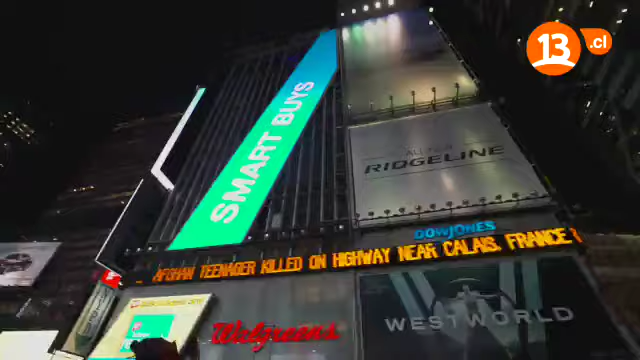 13 .cl
SMART BUYS
ALL-NEW
RIDGELINE
DOWJONES
AFGHAN TEENAGER KILLED ON HIGHWAY NEAR CALAIS, FRANCE
Walgreens
WESTWORLD